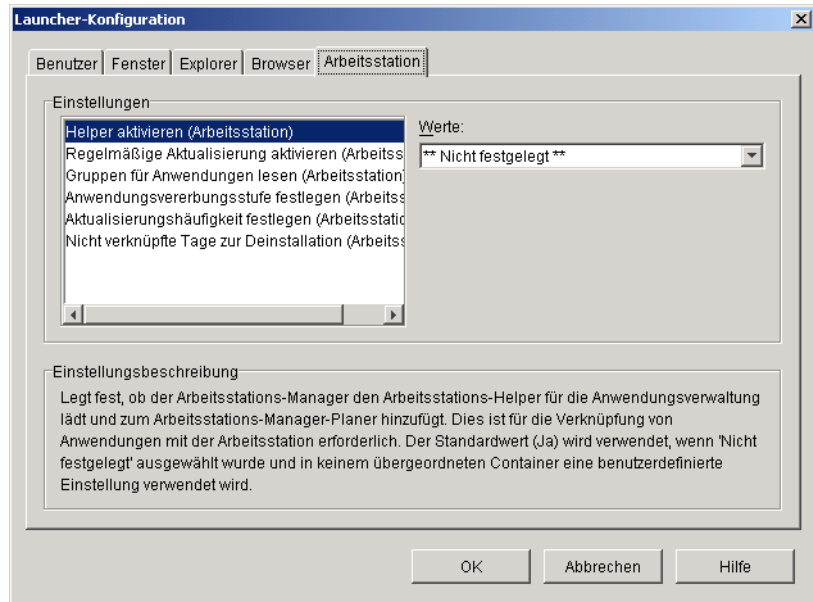 Launcher-Konfiguration
Benutzer Fenster Explorer Browser Arbeitsstation
Einstellungen
Helper aktivieren (Arbeitsstation)
Regelmäßige Aktualisierung aktivieren (Arbeitss
Gruppen für Anwendungen lesen (Arbeitsstation)
Anwendungsvererbungsstufe festlegen (Arbeitss
Aktualisierungshäufigkeit festlegen (Arbeitsstatio
Nicht verknüpfte Tage zur Deinstallation (Arbeitss
Werte:
** Nicht festgelegt **
Einstellungsbeschreibung
Legt fest, ob der Arbeitsstations-Manager den Arbeitsstations-Helper für die Anwendungsverwaltung
lädt und zum Arbeitsstations-Manager-Planer hinzufügt. Dies ist für die Verknüpfung von
Anwendungen mit der Arbeitsstation erforderlich. Der Standardwert (Ja) wird verwendet, wenn 'Nicht
festgelegt' ausgewählt wurde und in keinem übergeordneten Container eine benutzerdefinierte
Einstellung verwendet wird.
OK Abbrechen Hilfe